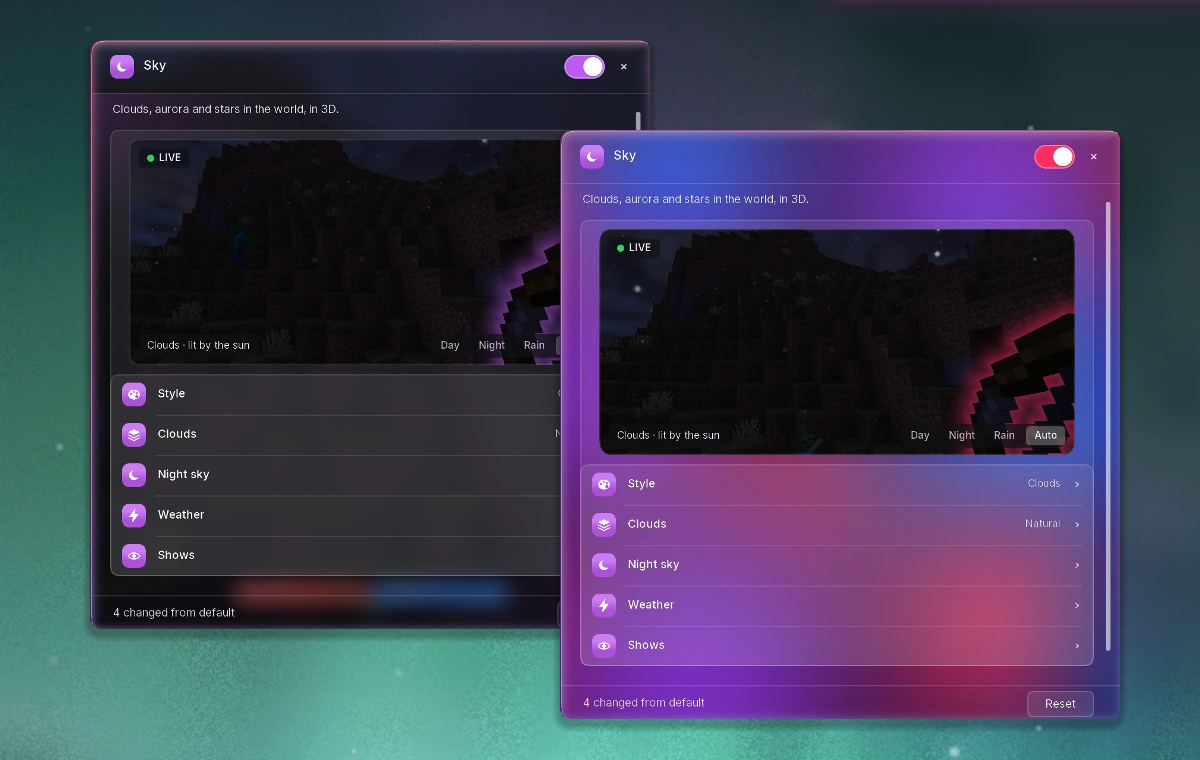 Sky
×
Clouds, aurora and stars in the world, in 3D.
LIVE
Clouds · lit by the sun
Day Night Rain
Style
Clouds
Night sky
Weather
Shows
4 changed from default
Sky
×
Clouds, aurora and stars in the world, in 3D.
LIVE
Clouds · lit by the sun
Day Night Rain Auto
Style Clouds ›
Clouds Natural ›
Night sky ›
Weather ›
Shows ›
4 changed from default
Reset